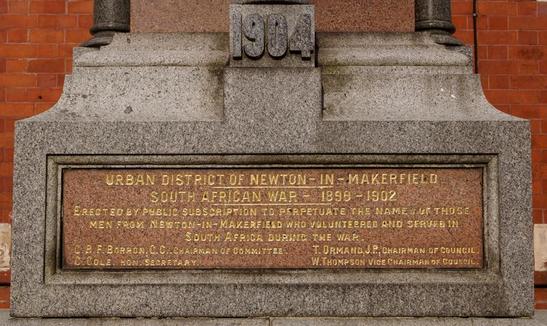 1904
URBAN DISTRICT OF NEWTON-IN-MAKERFIELD
SOUTH AFRICAN WAR - 1899-1902
ERECTED BY PUBLIC SUBSCRIPTION TO PERPETUATE THE NAMES OF THOSE
MEN FROM NEWTON-IN-MAKERFIELD WHO VOLUNTEERED AND SERVED IN
SOUTH AFRICA DURING THE WAR.
BORRON, C.C., CHAIRMAN OF COMMITTEE. T. ORMAND, J.P., CHAIRMAN OF COUNCIL
C. COLE, HON. SECRETARY. W. THOMPSON VICE CHAIRMAN OF COUNCIL